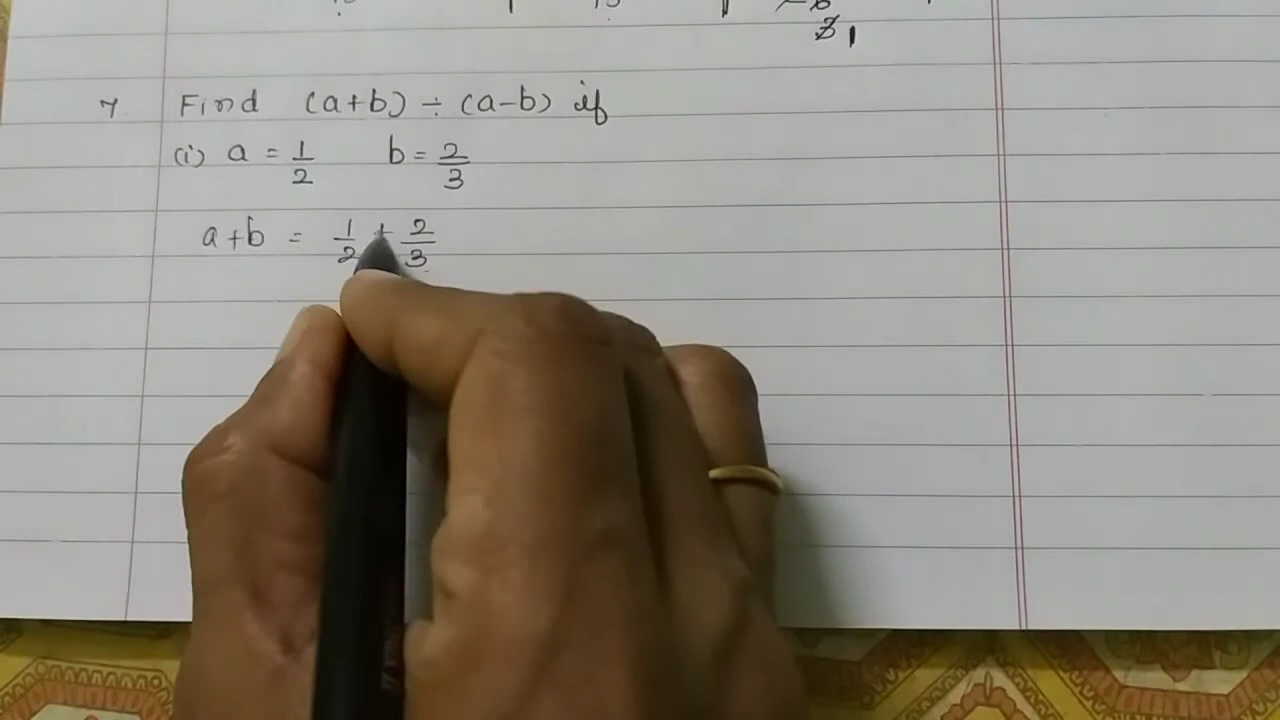 7 Find (a+b) ÷ (a-b) if
(i) a = 1/2 b = 2/3
a+b = 1/2 + 2/3